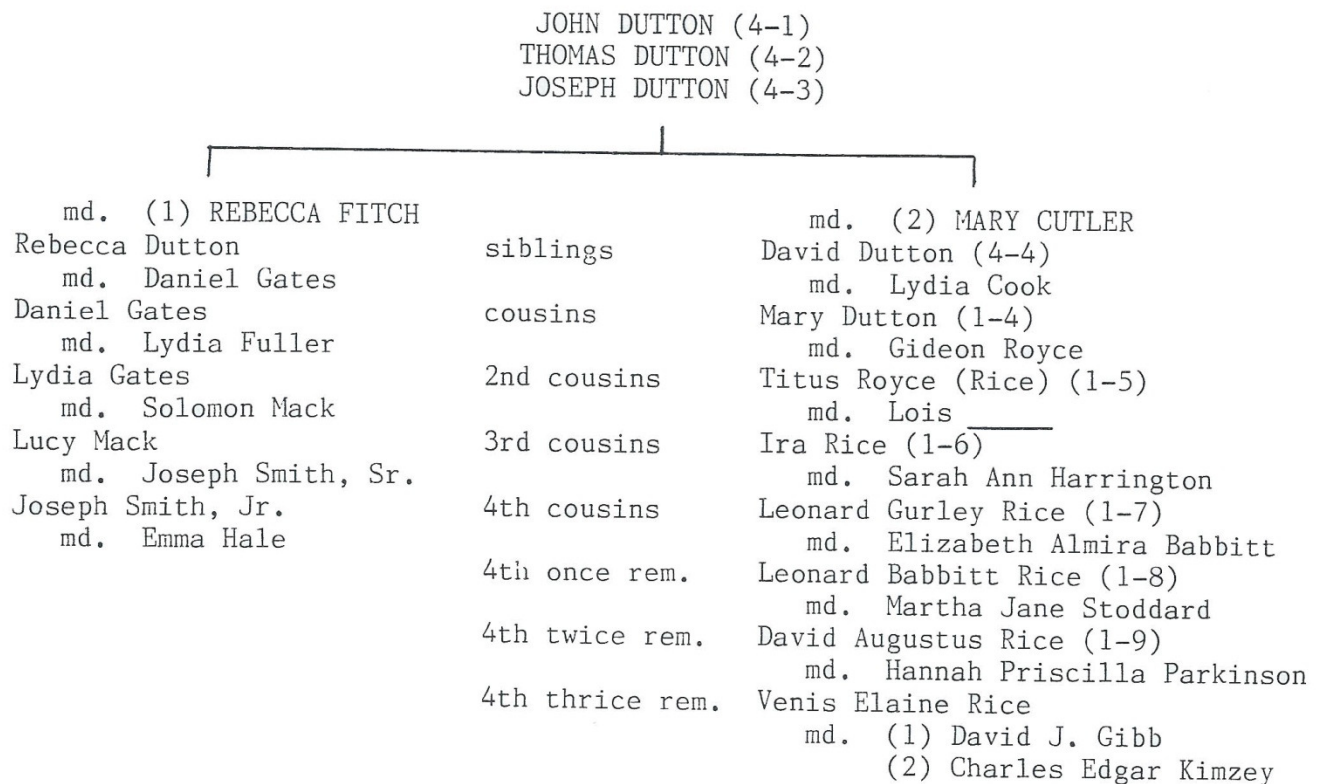 JOHN DUTTON (4-1)
THOMAS DUTTON (4-2)
JOSEPH DUTTON (4-3)
md. (1) REBECCA FITCH md. (2) MARY CUTLER
Rebecca Dutton siblings David Dutton (4-4)
md. Daniel Gates md. Lydia Cook
Daniel Gates cousins Mary Dutton (1-4)
md. Lydia Fuller md. Gideon Royce
Lydia Gates 2nd cousins Titus Royce (Rice) (1-5)
md. Solomon Mack md. Lois ______
Lucy Mack 3rd cousins Ira Rice (1-6)
md. Joseph Smith, Sr. md. Sarah Ann Harrington
Joseph Smith, Jr. 4th cousins Leonard Gurley Rice (1-7)
md. Emma Hale md. Elizabeth Almira Babbitt
4th once rem. Leonard Babbitt Rice (1-8)
md. Martha Jane Stoddard
4th twice rem. David Augustus Rice (1-9)
md. Hannah Priscilla Parkinson
4th thrice rem. Venis Elaine Rice
md. (1) David J. Gibb
(2) Charles Edgar Kimzey